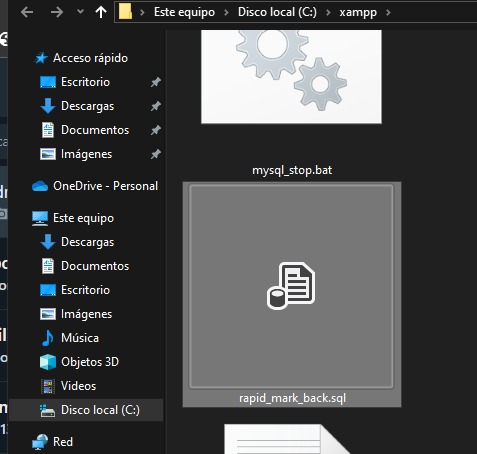 Este equipo > Disco local (C:) > xampp >
Acceso rápido
Escritorio
Descargas
Documentos
Imágenes
OneDrive - Personal
Este equipo
Descargas
Documentos
Escritorio
Imágenes
Música
Objetos 3D
Videos
Disco local (C:)
Red
mysql_stop.bat
rapid_mark_back.sql